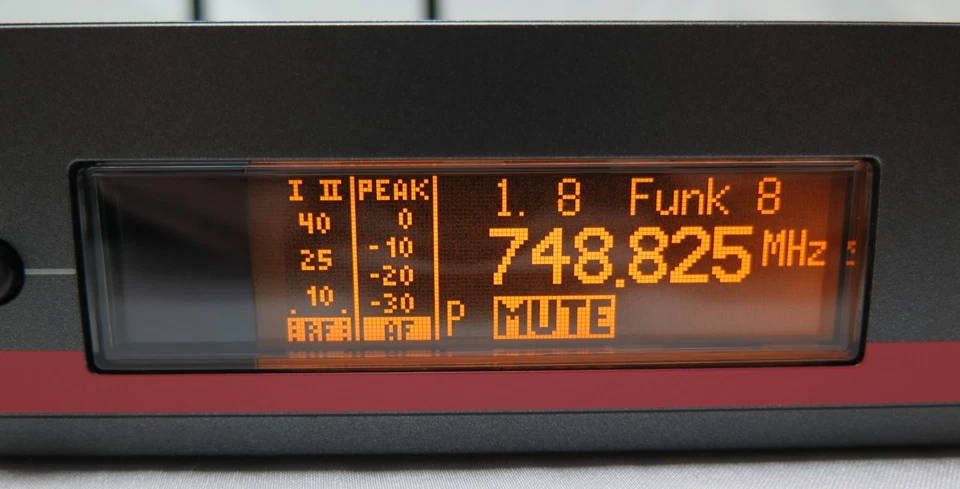 I II PEAK 1. 8 Funk 8
40 0
748.825 MHz
25 -10
-20
10 -30
RF AF P MUTE